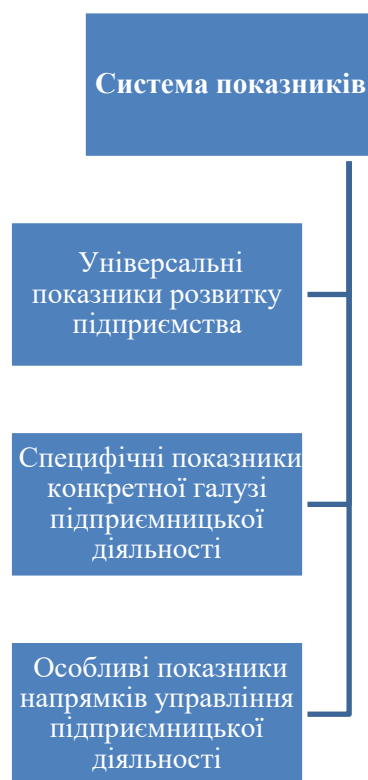 Система показників
Універсальні
показники розвитку
підприємства
Специфічні показники
конкретної галузі
підприємницької
діяльності
Особливі показники
напрямків управління
підприємницької
діяльності